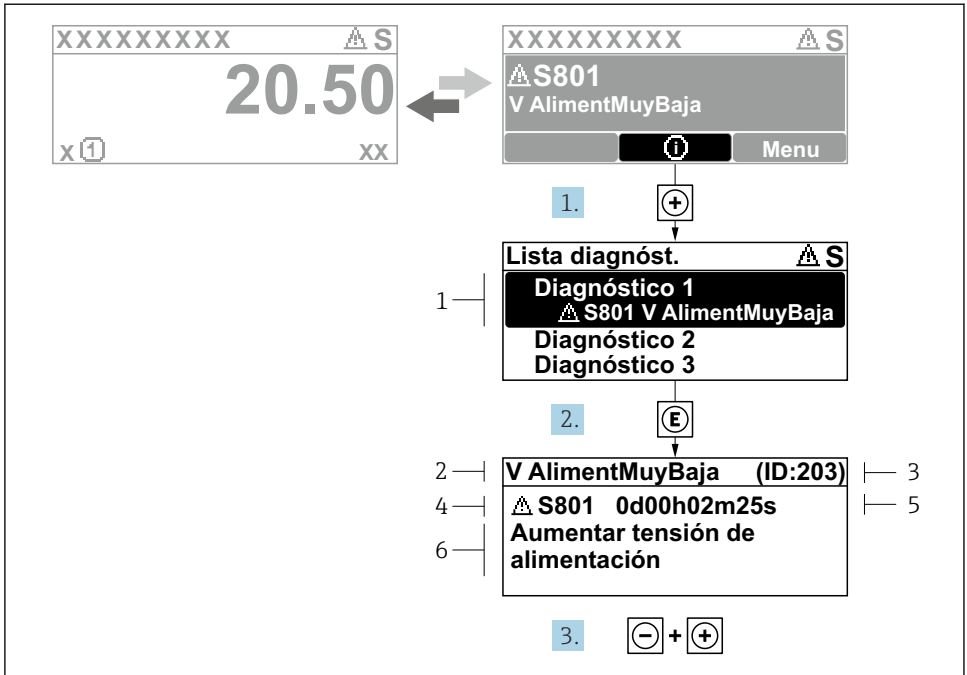 XXXXXXXXX ⚠ S
20.50
X ① XX
XXXXXXXXX ⚠ S
⚠ S801
V AlimentMuyBaja
ⓘ Menu
1. +
Lista diagnóst. ⚠ S
1
Diagnóstico 1
⚠ S801 V AlimentMuyBaja
Diagnóstico 2
Diagnóstico 3
2. E
2 V AlimentMuyBaja (ID:203) 3
4 ⚠ S801 0d00h02m25s 5
6
Aumentar tensión de
alimentación
3. - + +